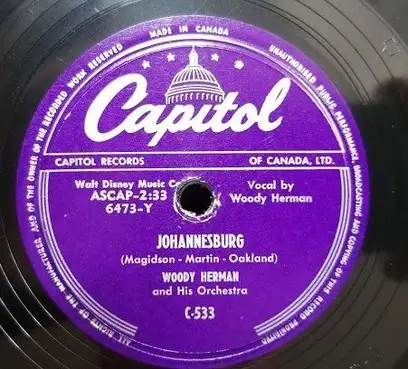 MADE IN CANADA
ALL RIGHTS OF THE MANUFACTURER AND OF THE OWNER OF THE RECORDED WORK RESERVED
UNAUTHORISED PUBLIC PERFORMANCE, BROADCASTING AND COPYING OF THIS RECORD PROHIBITED
Capitol
CAPITOL RECORDS OF CANADA, LTD.
Walt Disney Music
ASCAP-2:33
6473-Y
Vocal by
Woody Herman
JOHANNESBURG
(Magidson - Martin - Oakland)
WOODY HERMAN
and His Orchestra
C-533